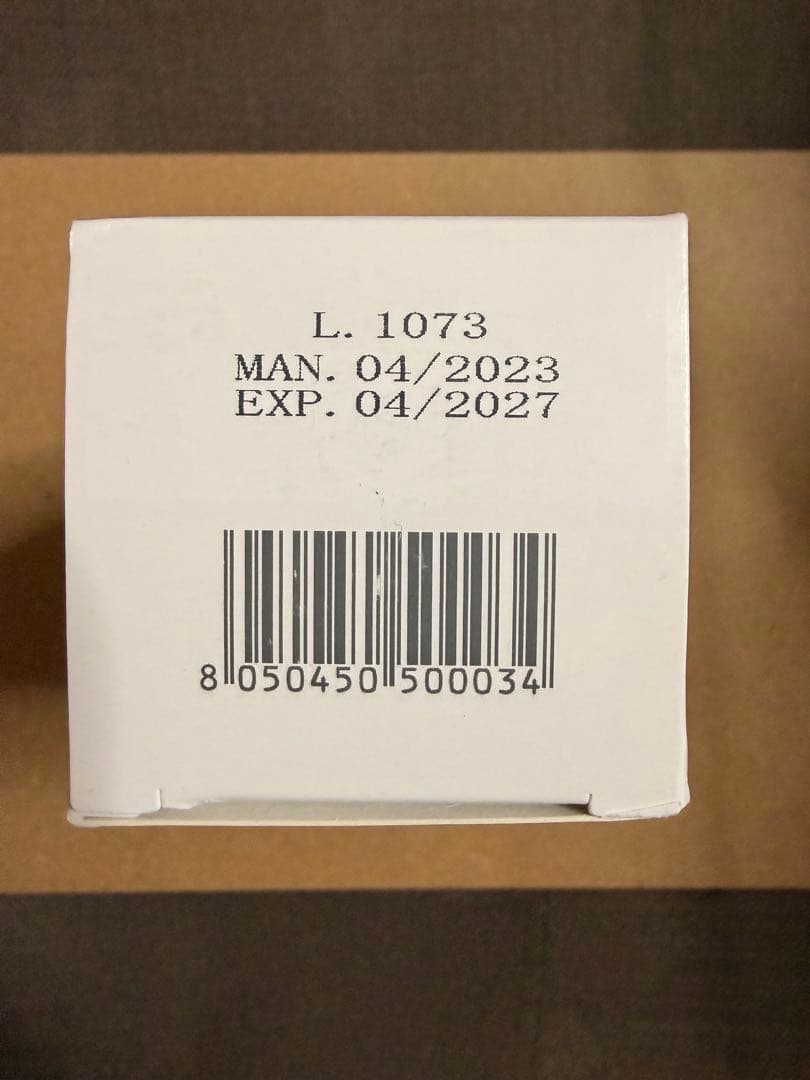 L. 1073
MAN. 04/2023
EXP. 04/2027
8 050450 500034